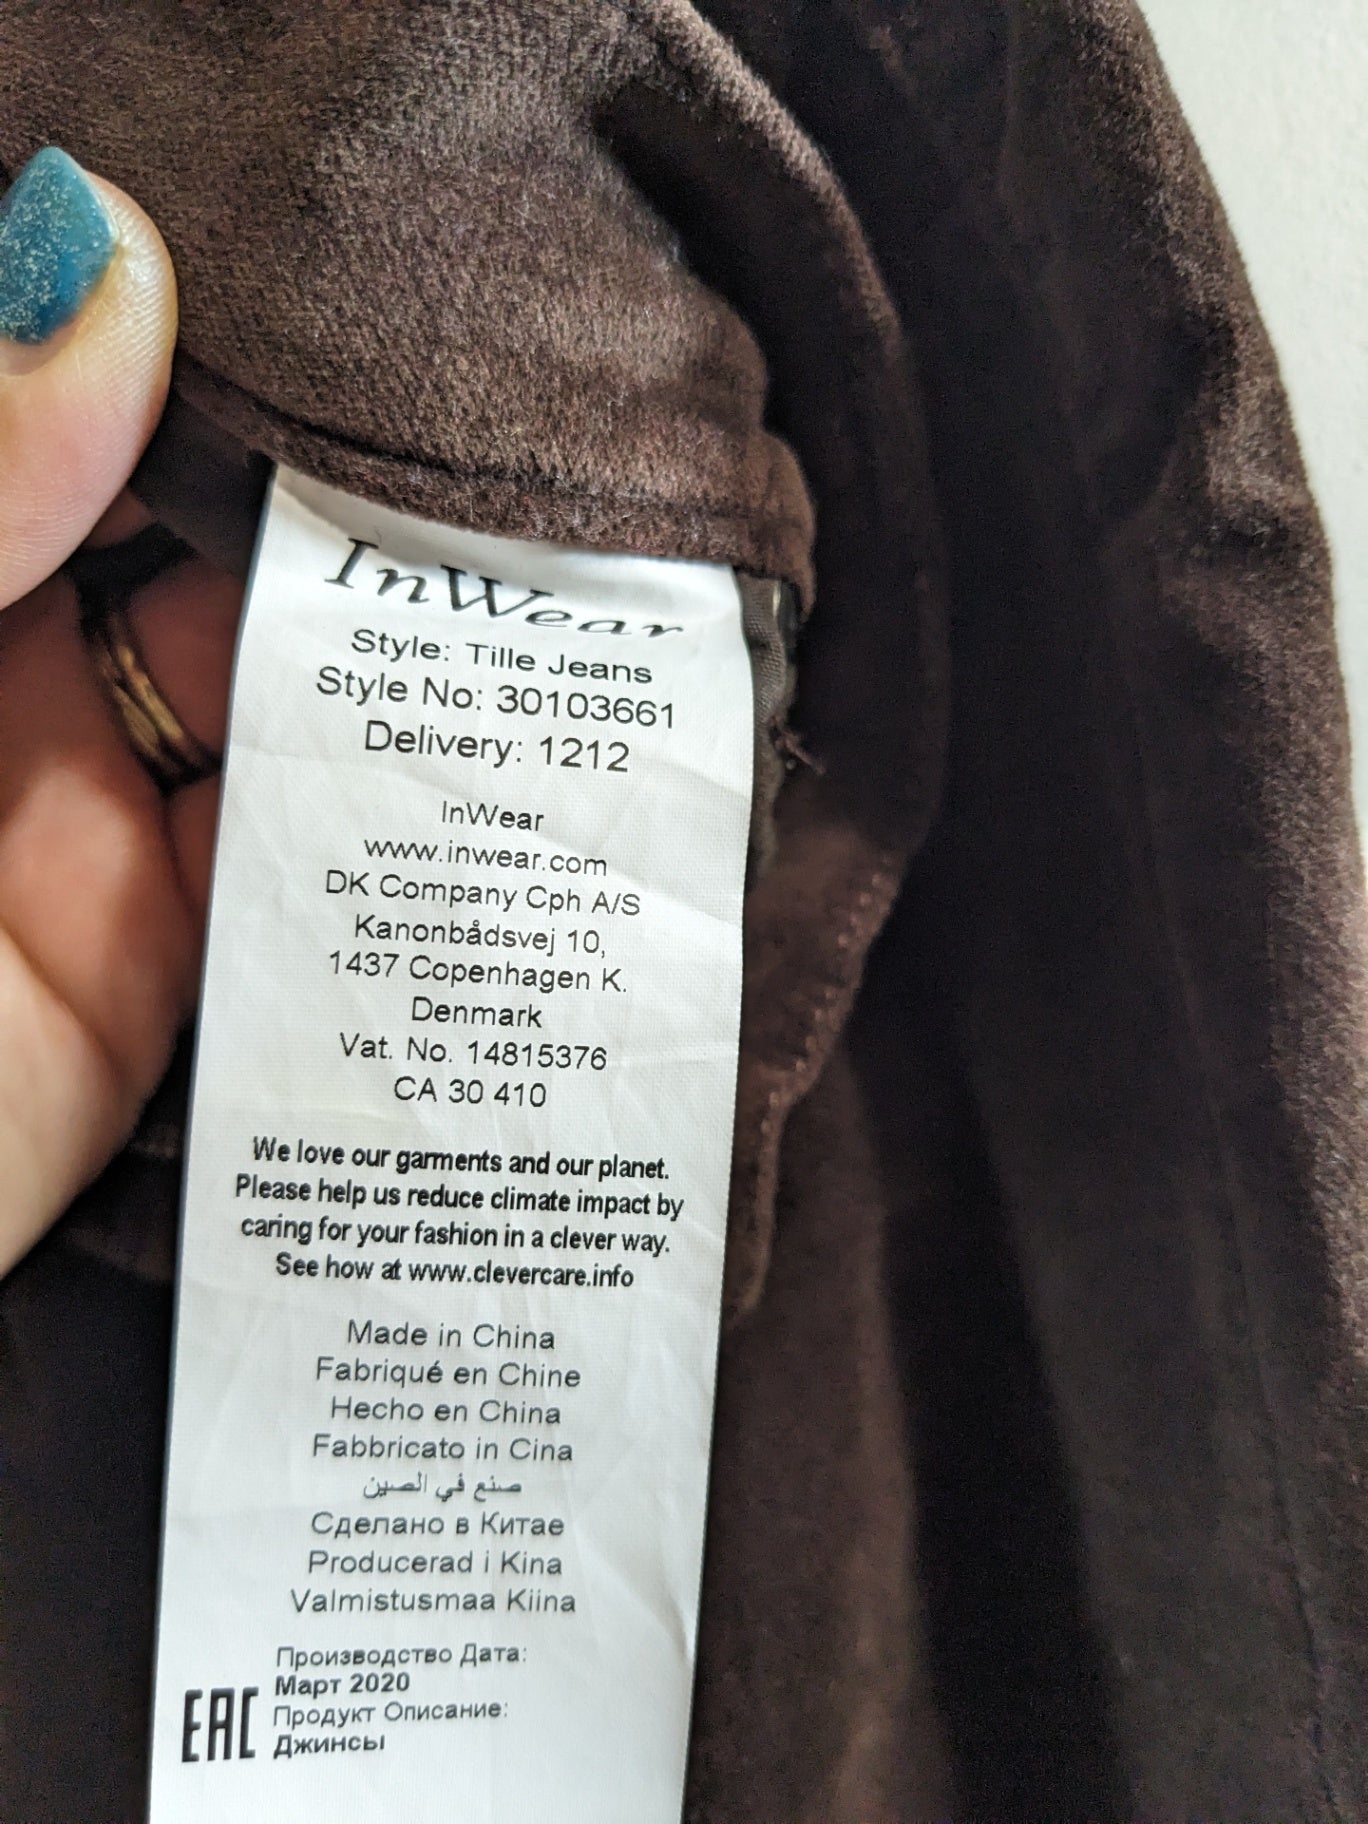 InWear
Style: Tille Jeans
Style No: 30103661
Delivery: 1212
InWear
www.inwear.com
DK Company Cph A/S
Kanonbådsvej 10,
1437 Copenhagen K.
Denmark
Vat. No. 14815376
CA 30 410
We love our garments and our planet.
Please help us reduce climate impact by
caring for your fashion in a clever way.
See how at www.clevercare.info
Made in China
Fabriqué en Chine
Hecho en China
Fabbricato in Cina
صنع في الصين
Сделано в Китае
Producerad i Kina
Valmistusmaa Kiina
Производство Дата:
Март 2020
EAC
Продукт Описание:
Джинсы